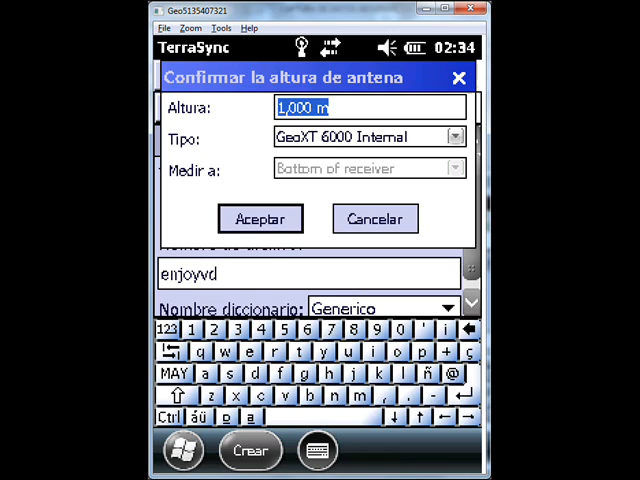 Geo5135407321
File Zoom Tools Help
TerraSync 02:34
Confirmar la altura de antena
Altura: 1,000 m
Tipo: GeoXT 6000 Internal
Medir a: Bottom of receiver
Aceptar Cancelar
enjoyvd
Nombre diccionario: Generico
123 1 2 3 4 5 6 7 8 9 0 ' ¡
q w e r t y u i o p + ç
MAY a s d f g h j k l ñ @
z x c v b n m , . -
Ctrl áü º ª
Crear